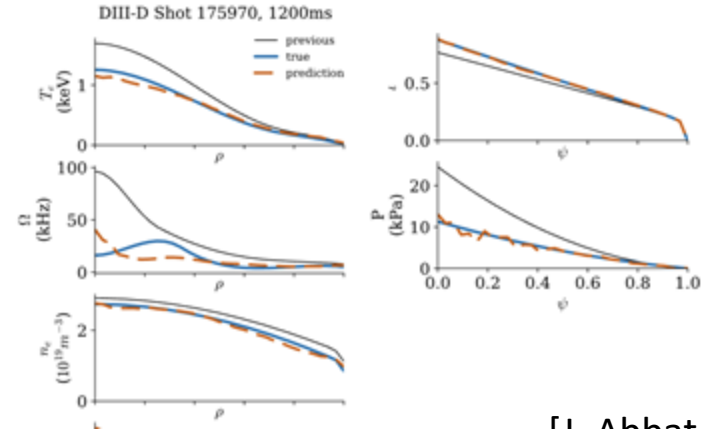 DIII-D Shot 175970, 1200ms
previous
true
prediction
Tₑ
(keV)
1
0
ρ
Ω
(kHz)
100
50
0
ρ
nₑ
(10¹⁹m⁻³)
2
0
ρ
ι
0.5
0.0
ψ
P
(kPa)
20
10
0
0.0 0.2 0.4 0.6 0.8 1.0
ψ